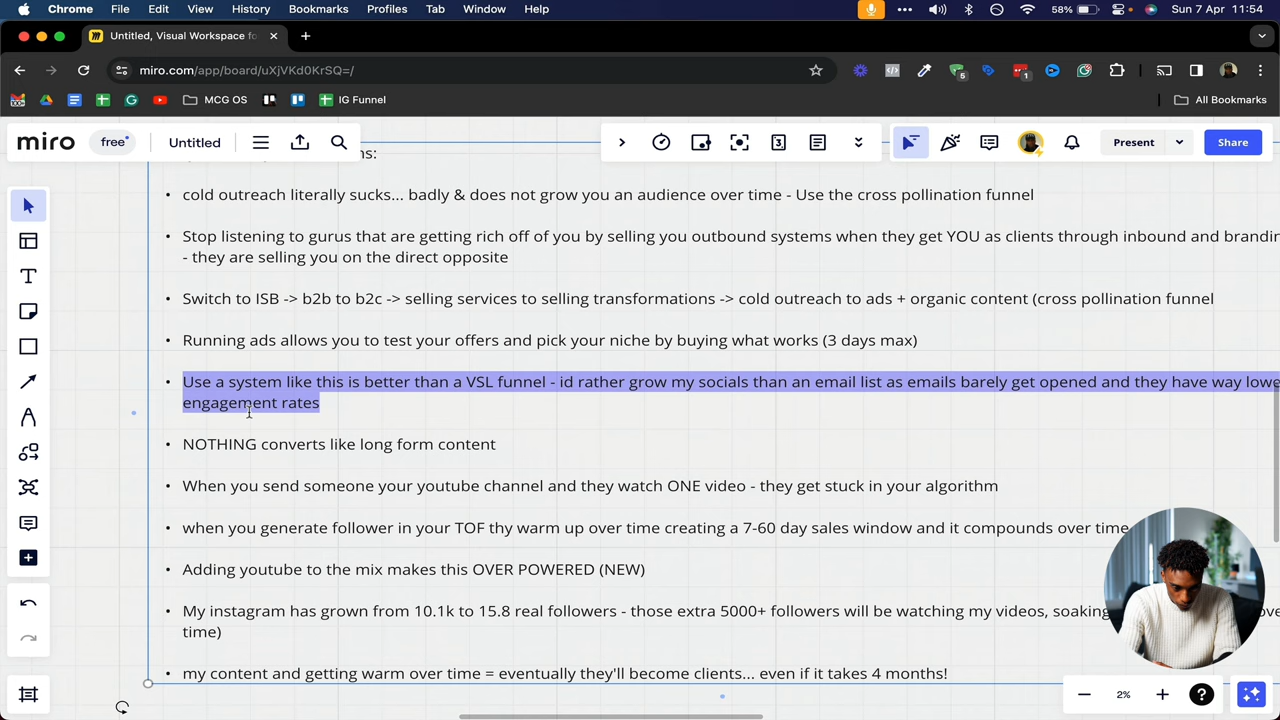 Chrome File Edit View History Bookmarks Profiles Tab Window Help 58% Sun 7 Apr 11:54
Untitled, Visual Workspace fo
miro.com/app/board/uXjVKd0KrSQ=/
5 1
MCG OS IG Funnel All Bookmarks
miro free Untitled 3 Present Share
cold outreach literally sucks... badly & does not grow you an audience over time - Use the cross pollination funnel
Stop listening to gurus that are getting rich off of you by selling you outbound systems when they get YOU as clients through inbound and brandin
- they are selling you on the direct opposite
Switch to ISB -> b2b to b2c -> selling services to selling transformations -> cold outreach to ads + organic content (cross pollination funnel
Running ads allows you to test your offers and pick your niche by buying what works (3 days max)
Use a system like this is better than a VSL funnel - id rather grow my socials than an email list as emails barely get opened and they have way lowe
engagement rates
NOTHING converts like long form content
When you send someone your youtube channel and they watch ONE video - they get stuck in your algorithm
when you generate follower in your TOF thy warm up over time creating a 7-60 day sales window and it compounds over time
Adding youtube to the mix makes this OVER POWERED (NEW)
My instagram has grown from 10.1k to 15.8 real followers - those extra 5000+ followers will be watching my videos, soaking
time)
my content and getting warm over time = eventually they'll become clients... even if it takes 4 months!
2%